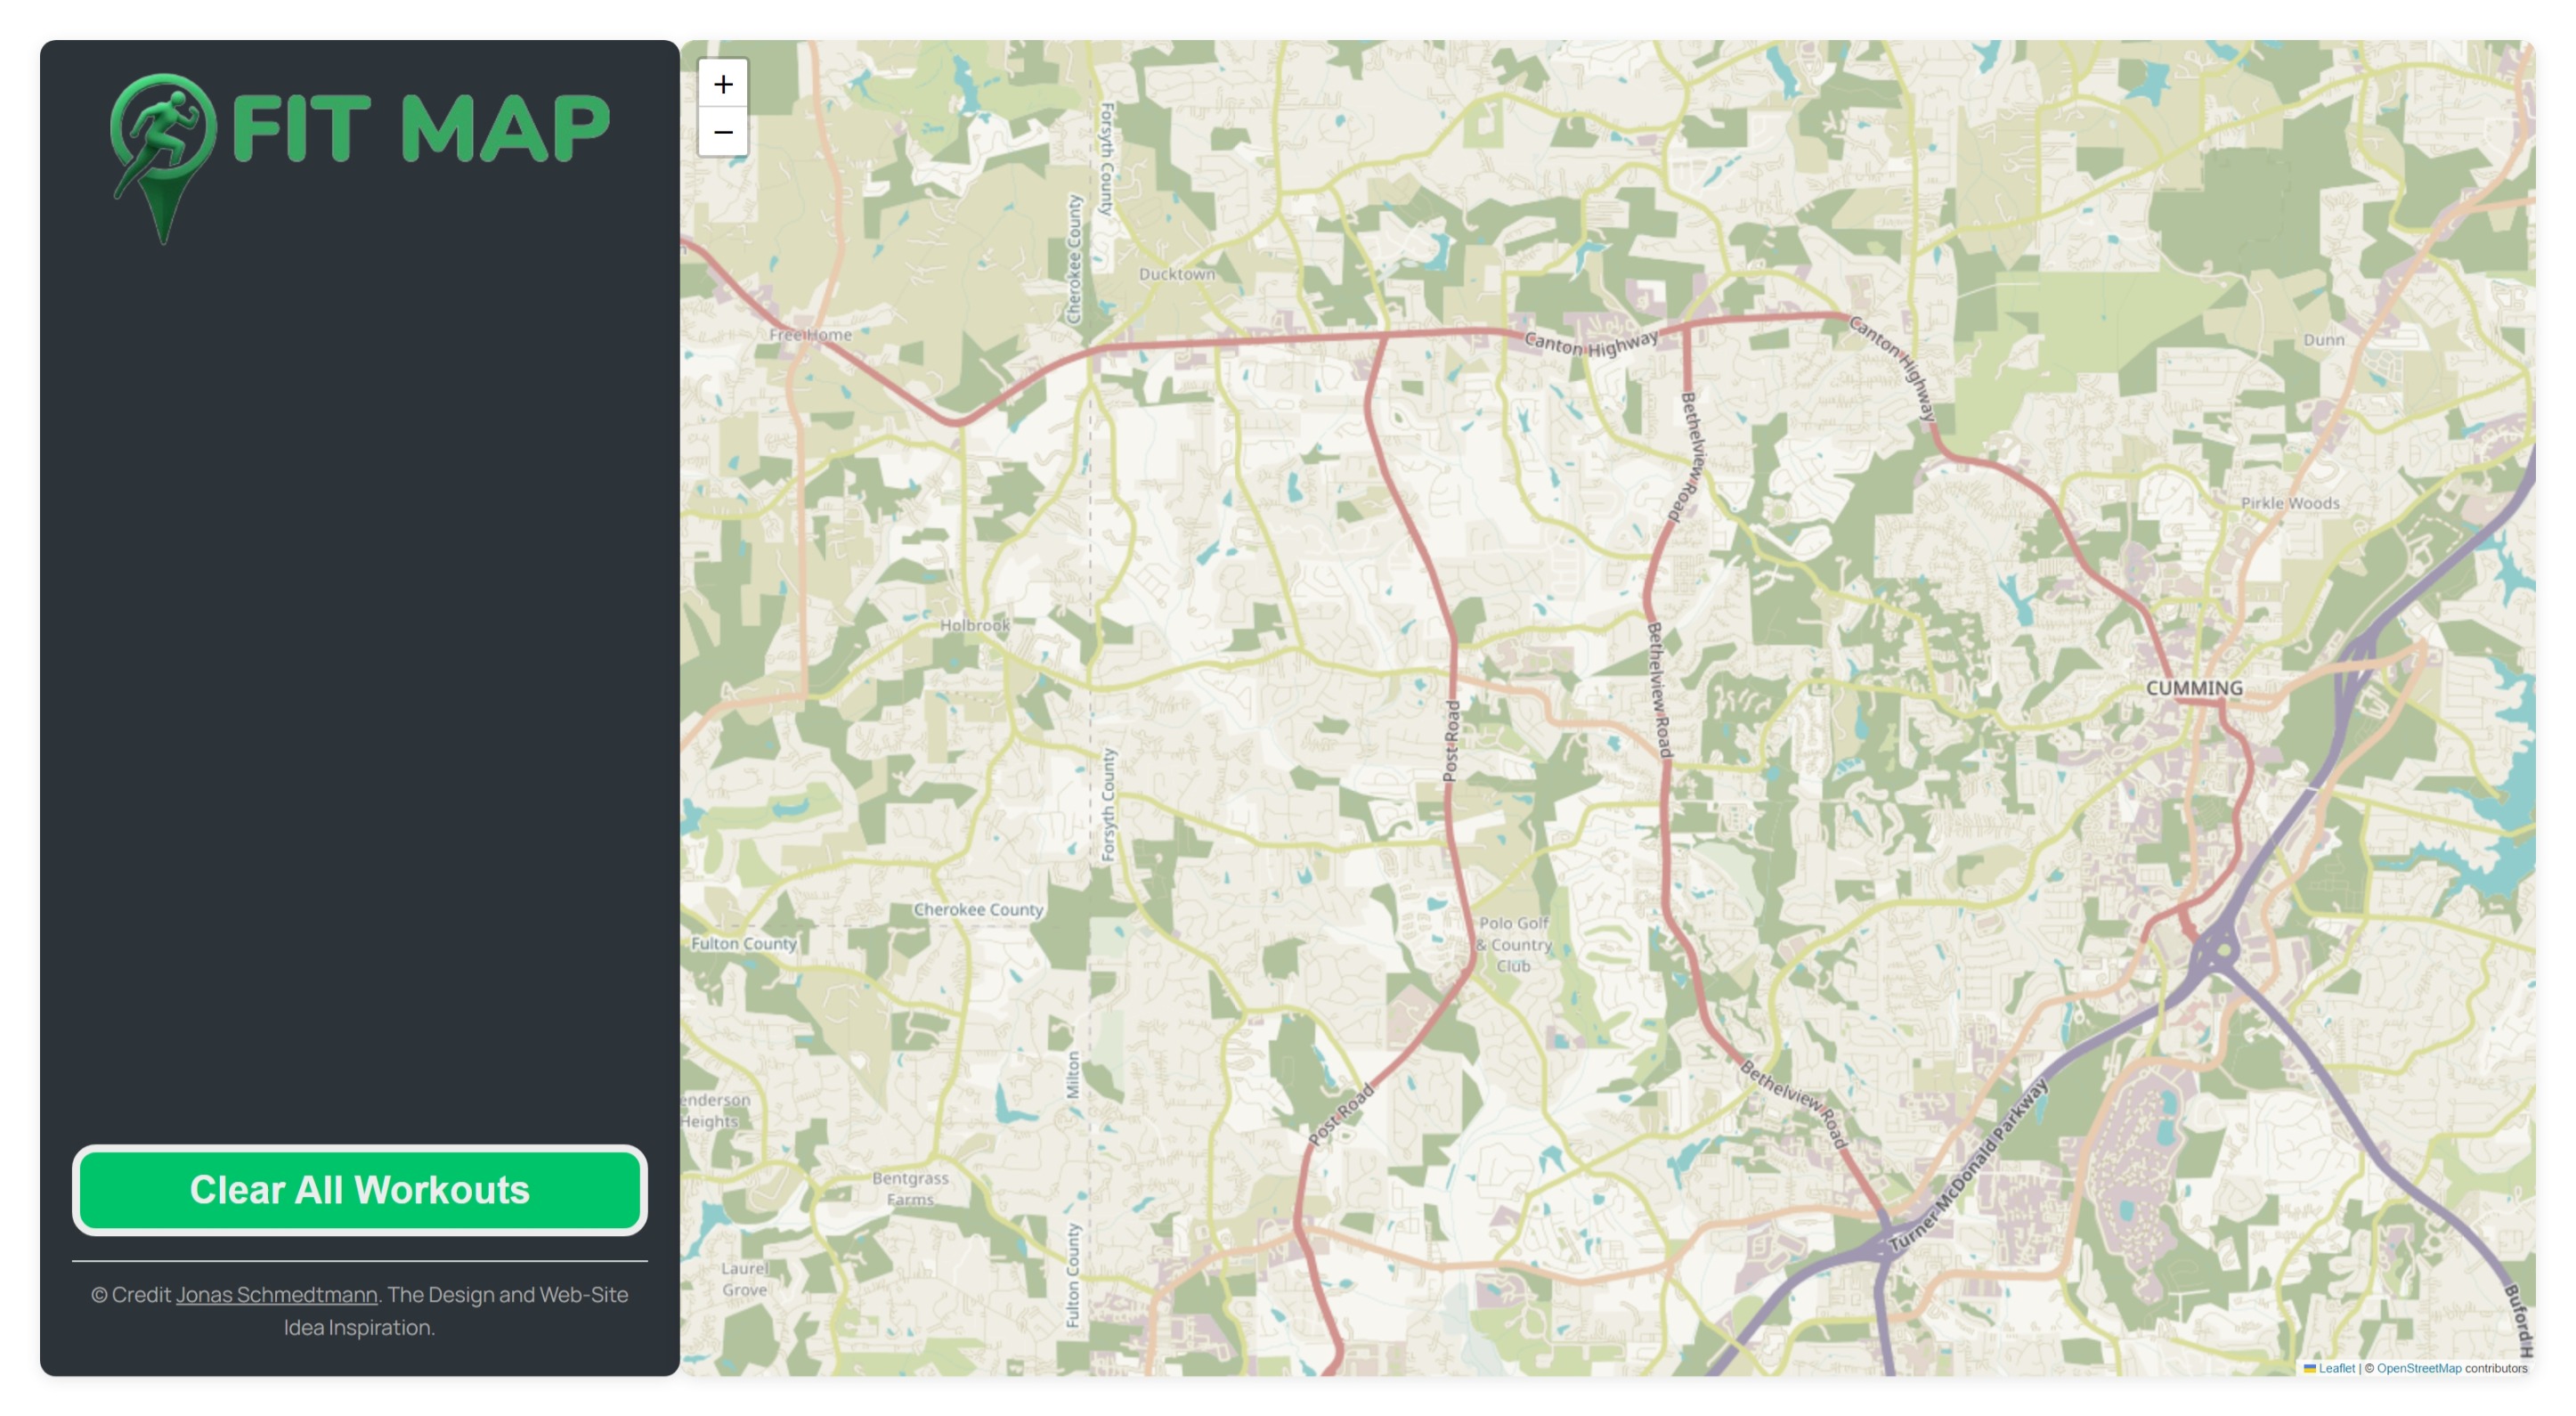 FIT MAP
Clear All Workouts
© Credit Jonas Schmedtmann. The Design and Web-Site
Idea Inspiration.
+
−
Forsyth County
Cherokee County
Ducktown
Free Home
Canton Highway
Canton Highway
Dunn
Bethelview Road
Pirkle Woods
Holbrook
Bethelview Road
CUMMING
Post Road
Forsyth County
Cherokee County
Fulton County
Polo Golf
& Country
Club
Milton
enderson
Heights
Post Road
Bethelview Road
Turner McDonald Parkway
Bentgrass
Farms
Laurel
Grove
Fulton County
Buford H
Leaflet | © OpenStreetMap contributors